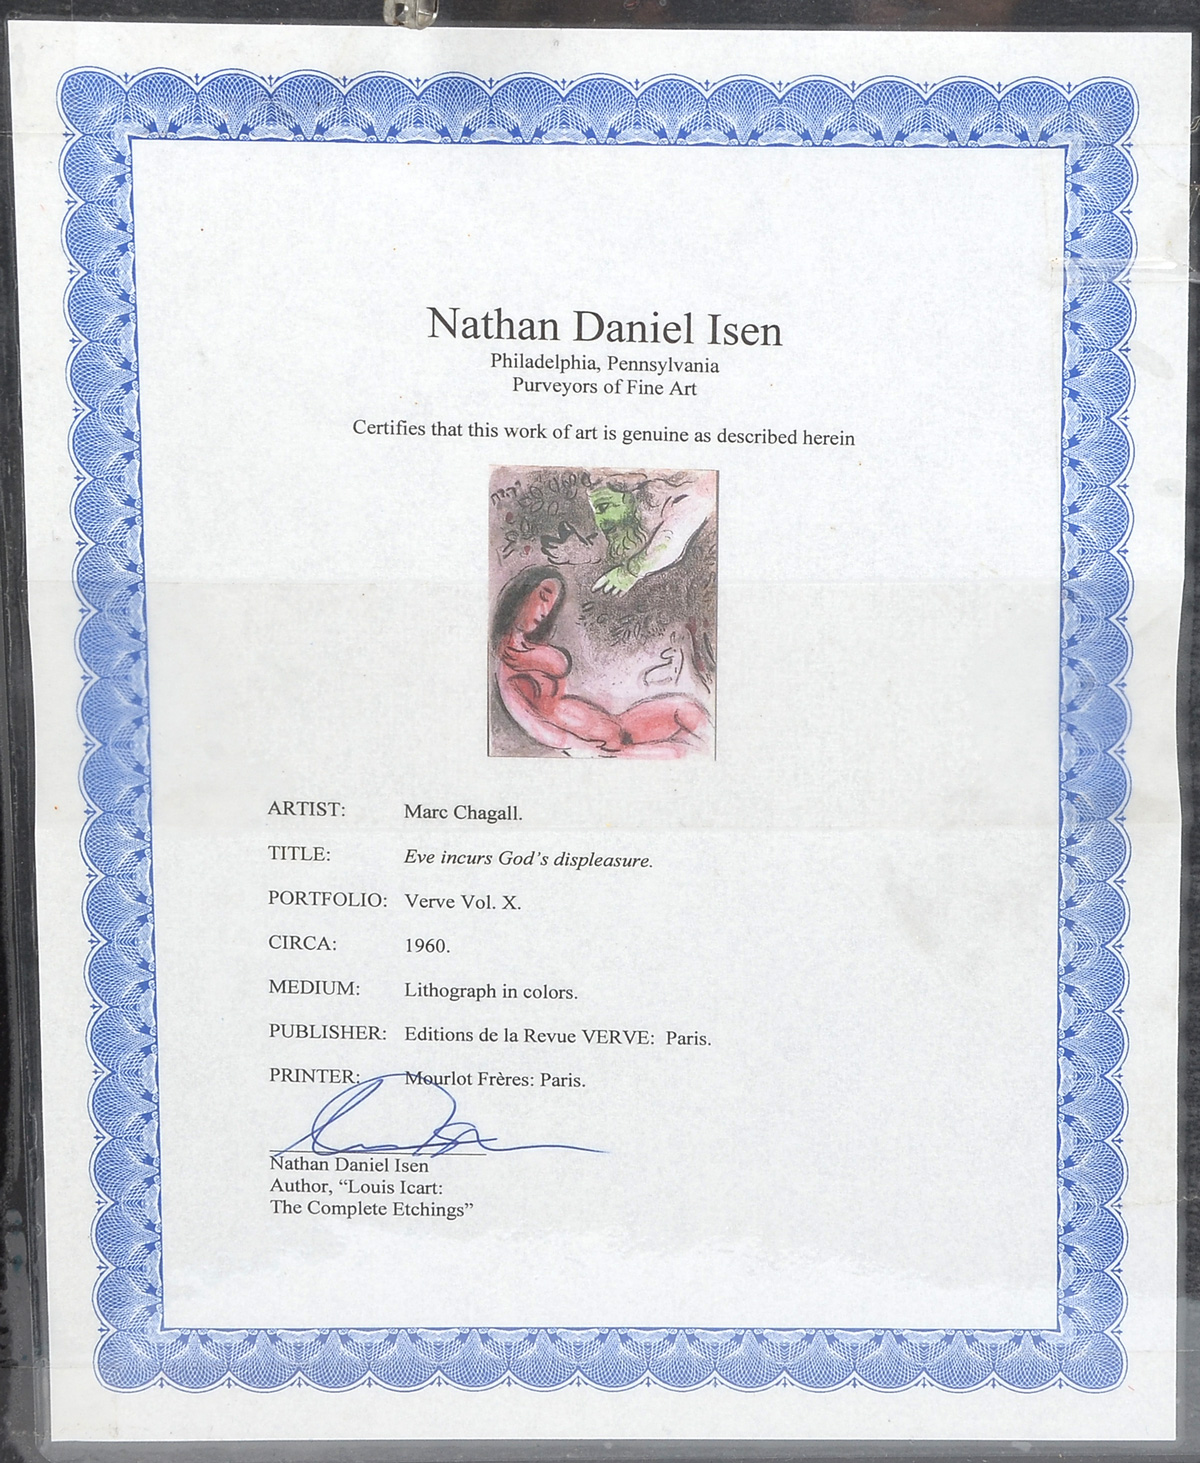 Nathan Daniel Isen
Philadelphia, Pennsylvania
Purveyors of Fine Art
Certifies that this work of art is genuine as described herein
ARTIST: Marc Chagall.
TITLE: Eve incurs God's displeasure.
PORTFOLIO: Verve Vol. X.
CIRCA: 1960.
MEDIUM: Lithograph in colors.
PUBLISHER: Editions de la Revue VERVE: Paris.
PRINTER: Mourlot Frères: Paris.
Nathan Daniel Isen
Author, “Louis Icart:
The Complete Etchings”